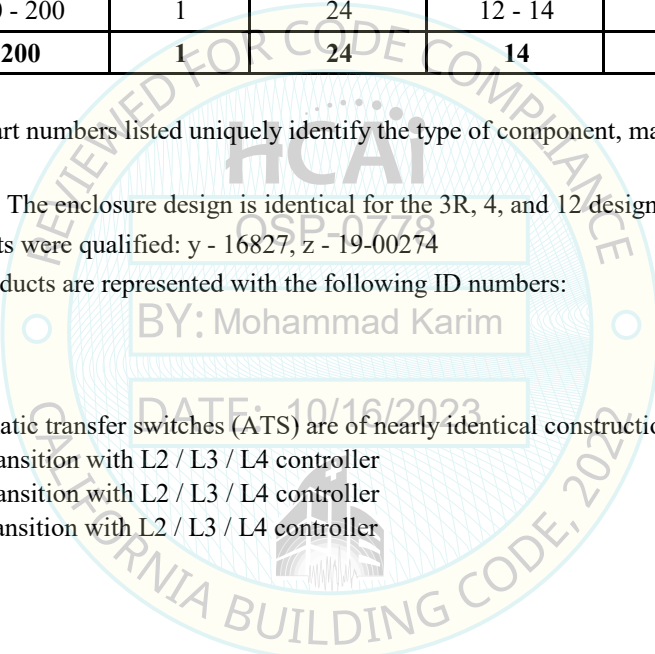 - 200 1 24 12 - 14
200 1 24 14
REVIEWED FOR CODE COMPLIANCE
art numbers listed uniquely identify the type of component, ma
HCAi
The enclosure design is identical for the 3R, 4, and 12 design
OSP-0778
ts were qualified: y - 16827, z - 19-00274
ducts are represented with the following ID numbers:
BY: Mohammad Karim
DATE: 10/16/2023
atic transfer switches (ATS) are of nearly identical constructio
ansition with L2 / L3 / L4 controller
ansition with L2 / L3 / L4 controller
ansition with L2 / L3 / L4 controller
CALIFORNIA BUILDING CODE, 2022